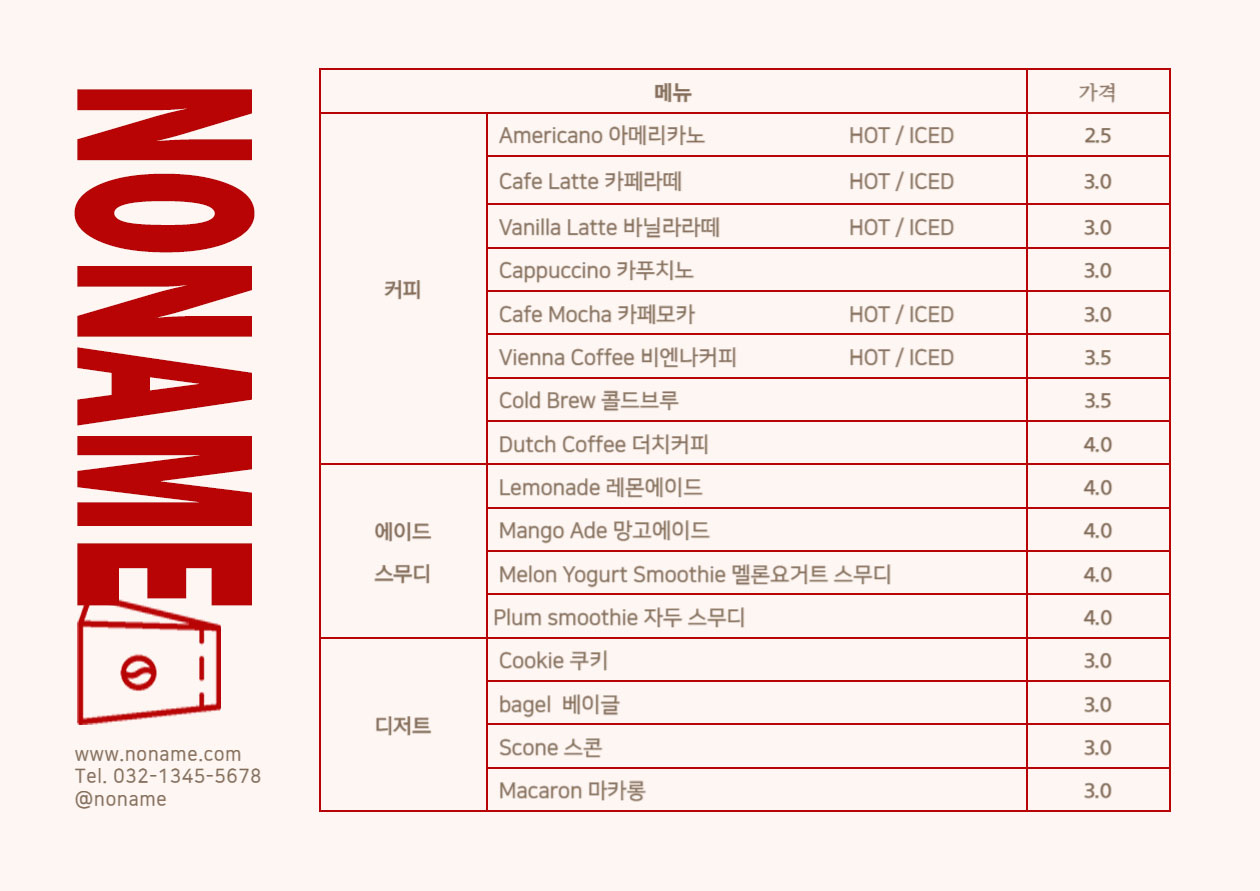 NONAME
www.noname.com
Tel. 032-1345-5678
@noname
메뉴 가격
커피
Americano 아메리카노 HOT / ICED 2.5
Cafe Latte 카페라떼 HOT / ICED 3.0
Vanilla Latte 바닐라라떼 HOT / ICED 3.0
Cappuccino 카푸치노 3.0
Cafe Mocha 카페모카 HOT / ICED 3.0
Vienna Coffee 비엔나커피 HOT / ICED 3.5
Cold Brew 콜드브루 3.5
Dutch Coffee 더치커피 4.0
에이드
스무디
Lemonade 레몬에이드 4.0
Mango Ade 망고에이드 4.0
Melon Yogurt Smoothie 멜론요거트 스무디 4.0
Plum smoothie 자두 스무디 4.0
디저트
Cookie 쿠키 3.0
bagel 베이글 3.0
Scone 스콘 3.0
Macaron 마카롱 3.0